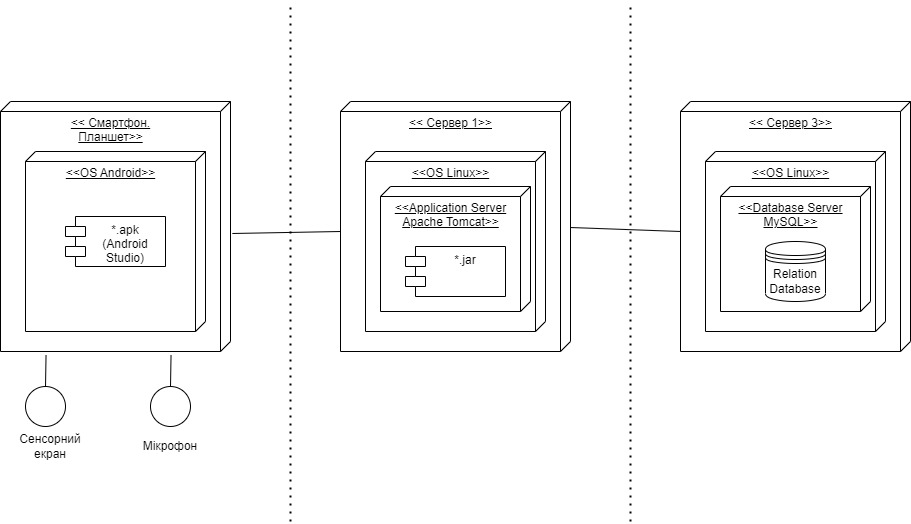 << Смартфон.
Планшет>>
<<OS Android>>
*.apk
(Android
Studio)
Сенсорний
екран
Мікрофон
<< Сервер 1>>
<<OS Linux>>
<<Application Server
Apache Tomcat>>
*.jar
<< Сервер 3>>
<<OS Linux>>
<<Database Server
MySQL>>
Relation
Database